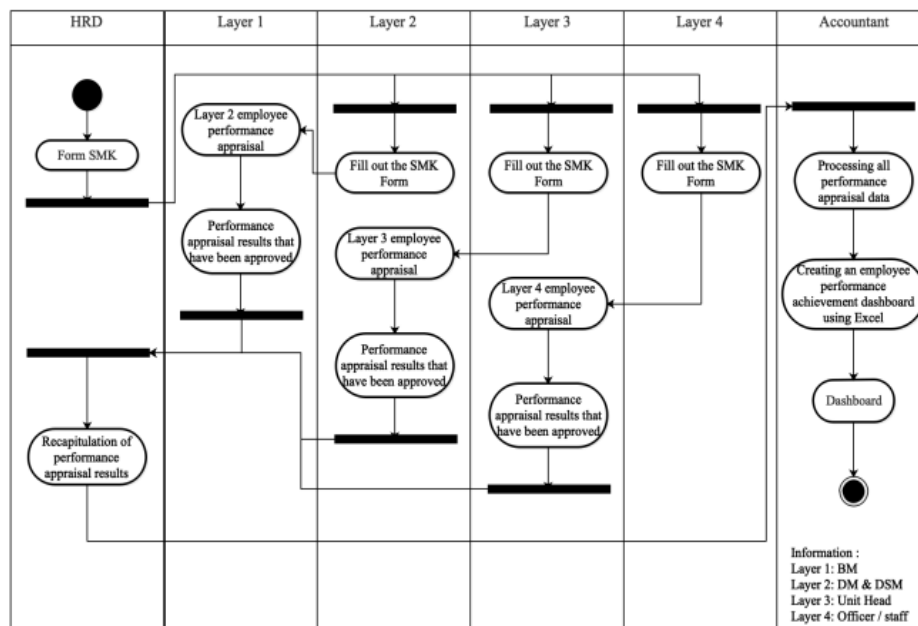 HRD
Layer 1
Layer 2
Layer 3
Layer 4
Accountant
Form SMK
Layer 2 employee
performance
appraisal
Performance
appraisal results that
have been approved
Recapitulation of
performance
appraisal results
Fill out the SMK
Form
Layer 3 employee
performance
appraisal
Performance
appraisal results that
have been approved
Fill out the SMK
Form
Layer 4 employee
performance
appraisal
Performance
appraisal results that
have been approved
Fill out the SMK
Form
Processing all
performance
appraisal data
Creating an employee
performance
achievement dashboard
using Excel
Dashboard
Information :
Layer 1: BM
Layer 2: DM & DSM
Layer 3: Unit Head
Layer 4: Officer / staff